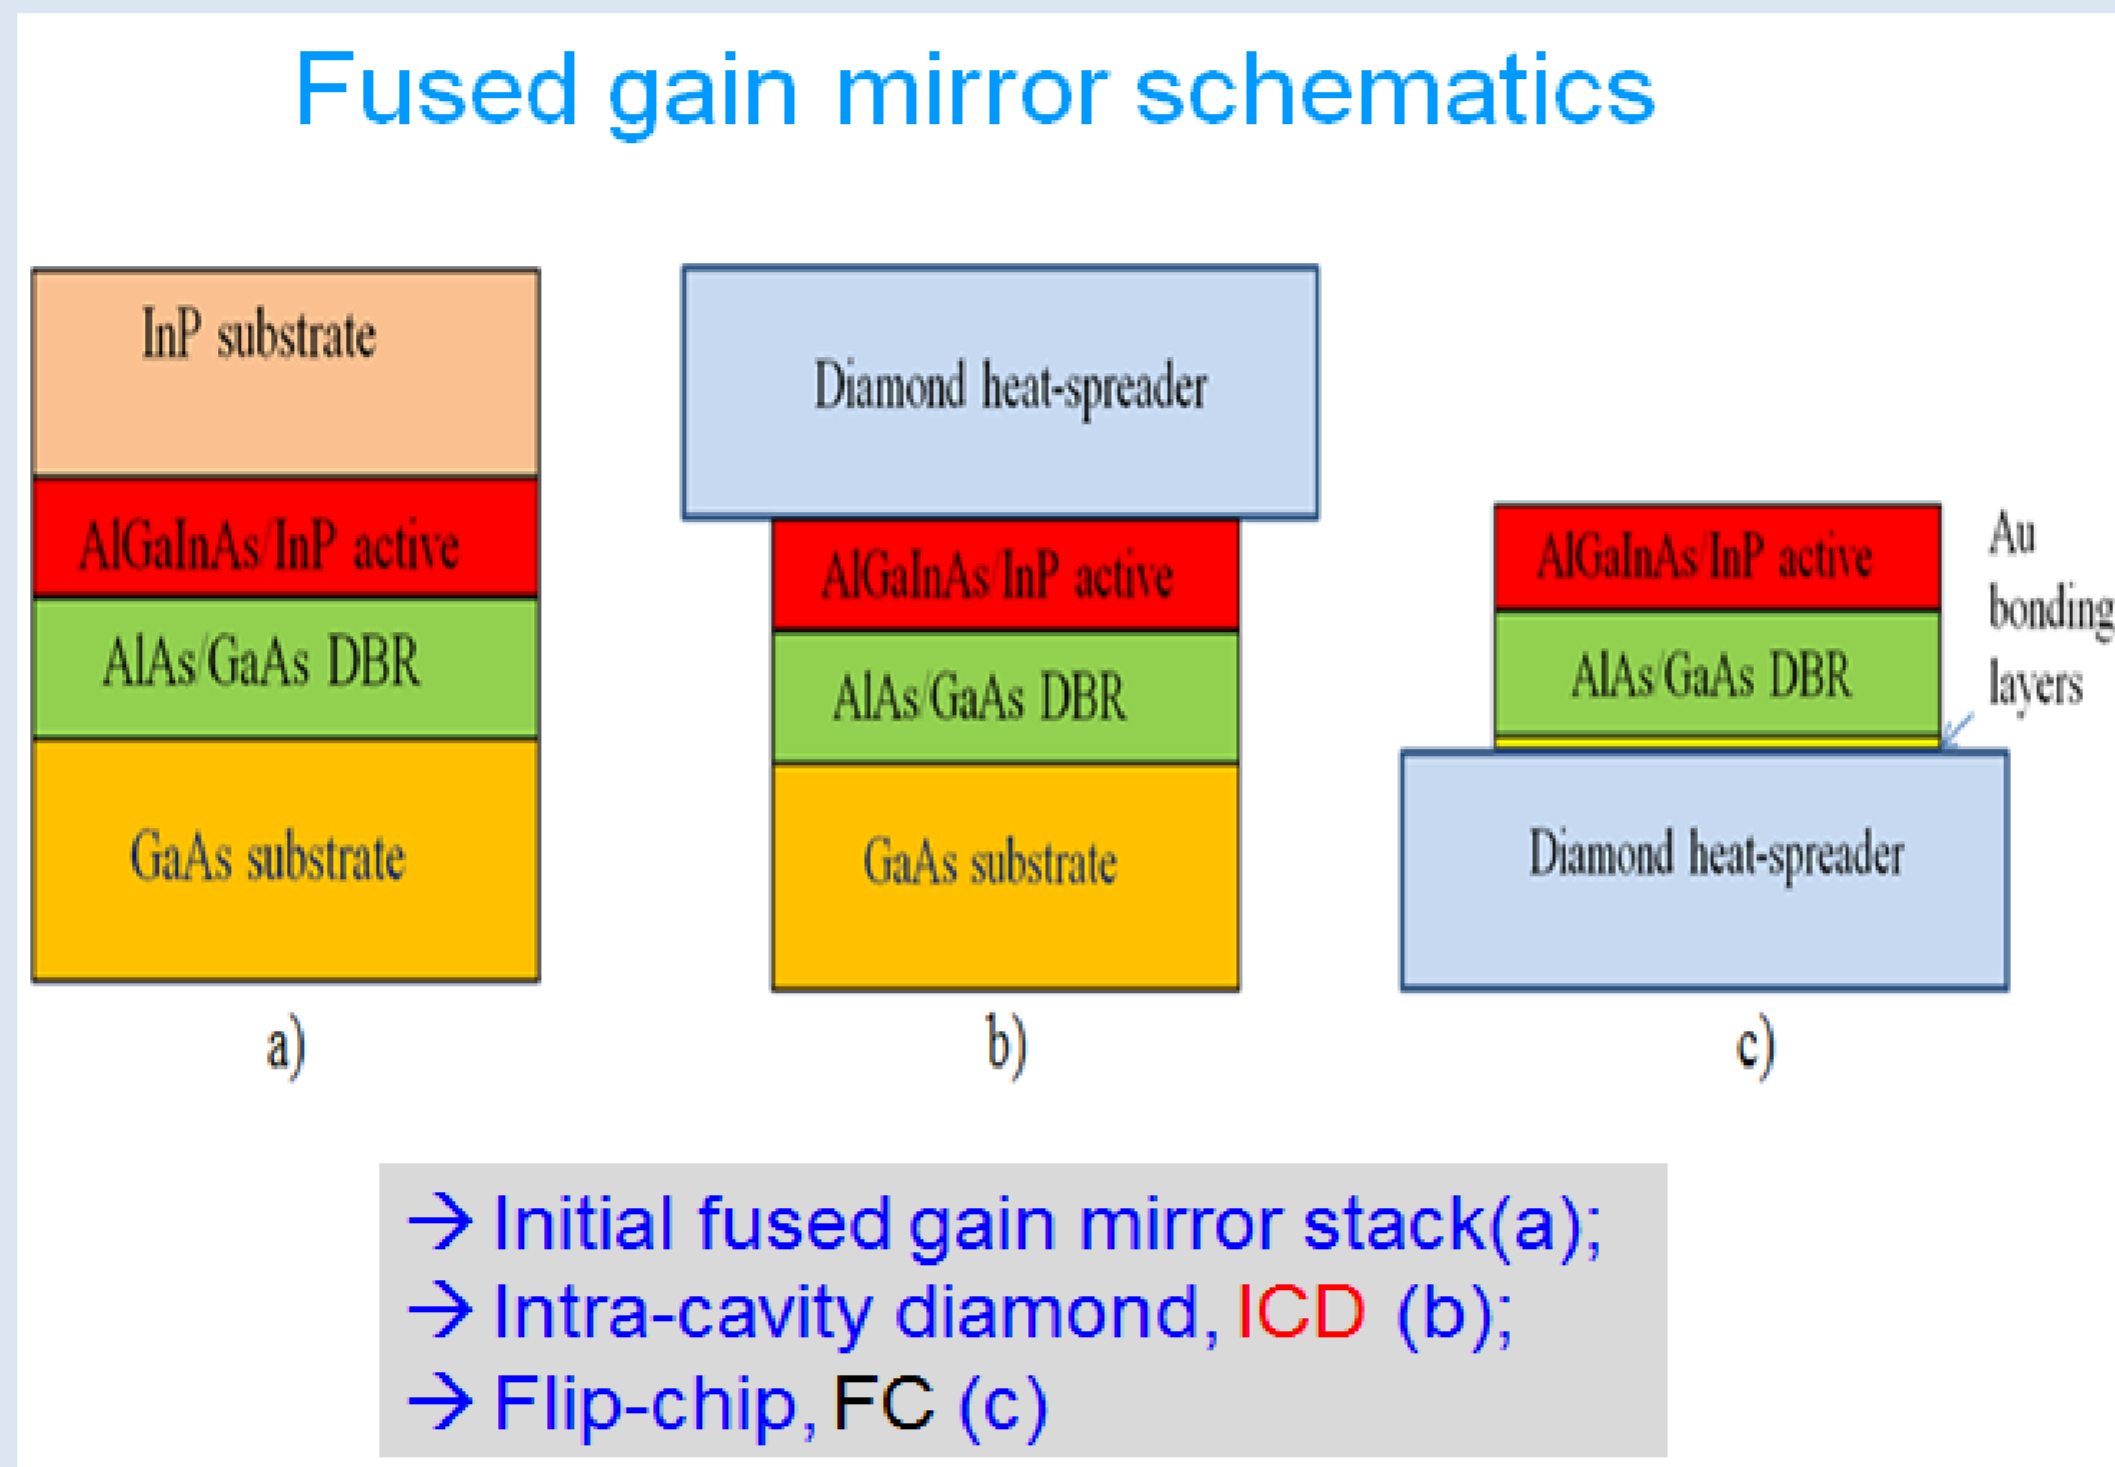 Fused gain mirror schematics
InP substrate
AlGaInAs/InP active
AlAs/GaAs DBR
GaAs substrate
a)
Diamond heat-spreader
AlGaInAs/InP active
AlAs/GaAs DBR
GaAs substrate
b)
AlGaInAs/InP active
AlAs/GaAs DBR
Au
bonding
layers
Diamond heat-spreader
c)
→ Initial fused gain mirror stack(a);
→ Intra-cavity diamond, ICD (b);
→ Flip-chip, FC (c)